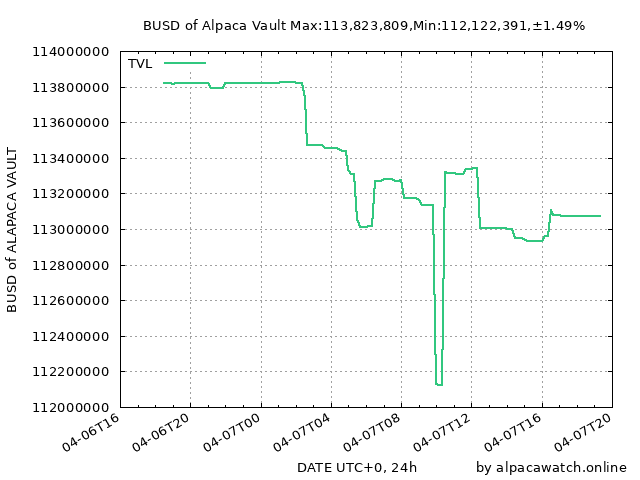 BUSD of Alpaca Vault Max:113,823,809,Min:112,122,391,±1.49%
TVL
BUSD of ALAPACA VAULT
114000000
113800000
113600000
113400000
113200000
113000000
112800000
112600000
112400000
112200000
112000000
04-06T16
04-06T20
04-07T00
04-07T04
04-07T08
04-07T12
04-07T16
04-07T20
DATE UTC+0, 24h
by alpacawatch.online